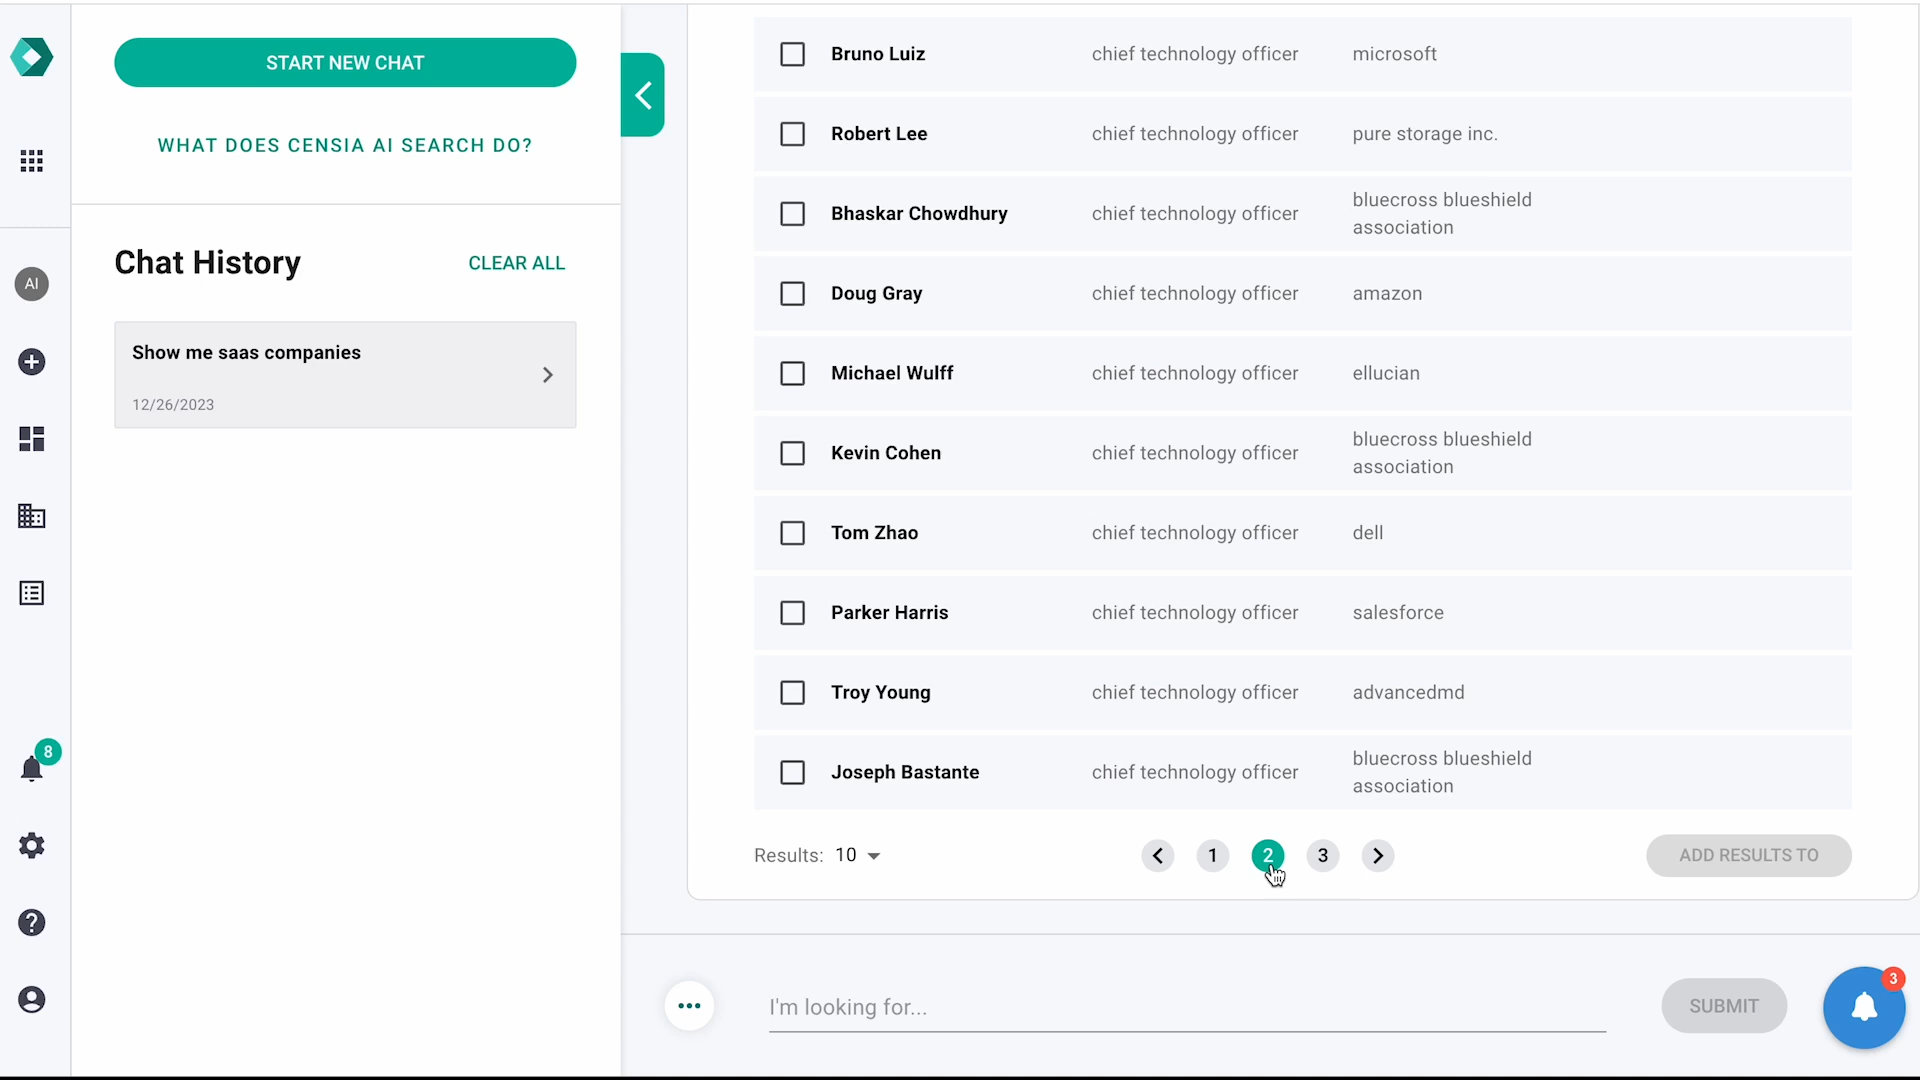 START NEW CHAT
WHAT DOES CENSIA AI SEARCH DO?
Chat History
CLEAR ALL
Show me saas companies
12/26/2023
AI
8
Bruno Luiz chief technology officer microsoft
Robert Lee chief technology officer pure storage inc.
Bhaskar Chowdhury chief technology officer bluecross blueshield
association
Doug Gray chief technology officer amazon
Michael Wulff chief technology officer ellucian
Kevin Cohen chief technology officer bluecross blueshield
association
Tom Zhao chief technology officer dell
Parker Harris chief technology officer salesforce
Troy Young chief technology officer advancedmd
Joseph Bastante chief technology officer bluecross blueshield
association
Results: 10 1 2 3 ADD RESULTS TO
I'm looking for... SUBMIT
3